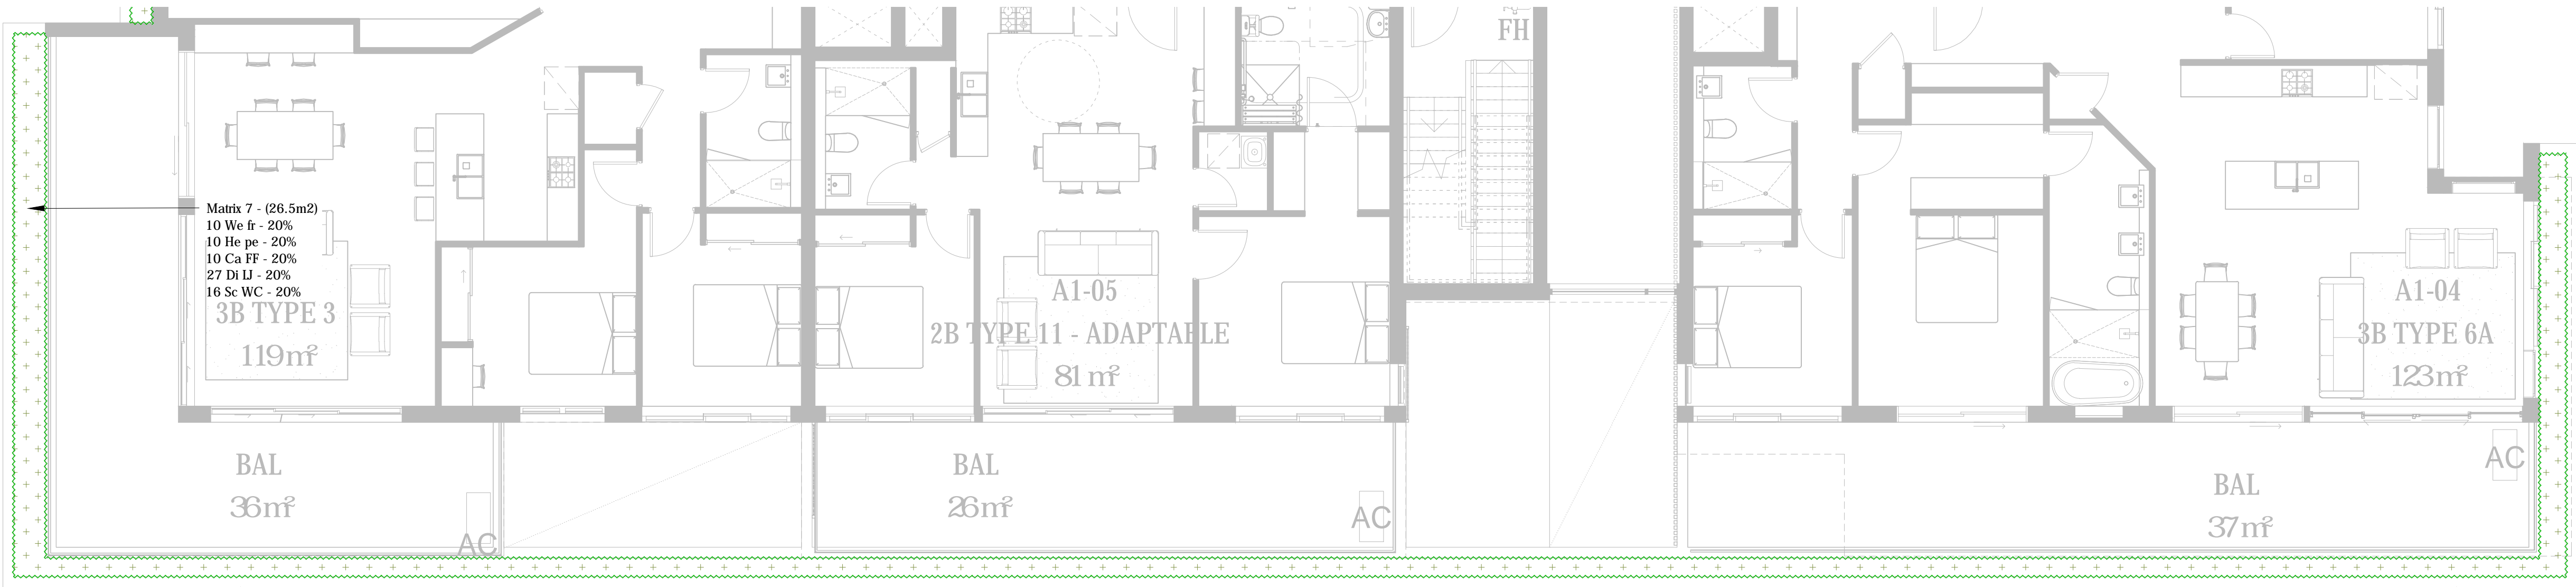 FH
Matrix 7 - (26.5m2)
10 We fr - 20%
10 He pe - 20%
10 Ca FF - 20%
27 Di LJ - 20%
16 Sc WC - 20%
3B TYPE 3
119m²
A1-05
2B TYPE 11 - ADAPTABLE
81 m²
A1-04
3B TYPE 6A
123m²
BAL
36m²
AC
BAL
26m²
AC
BAL
37m²
AC